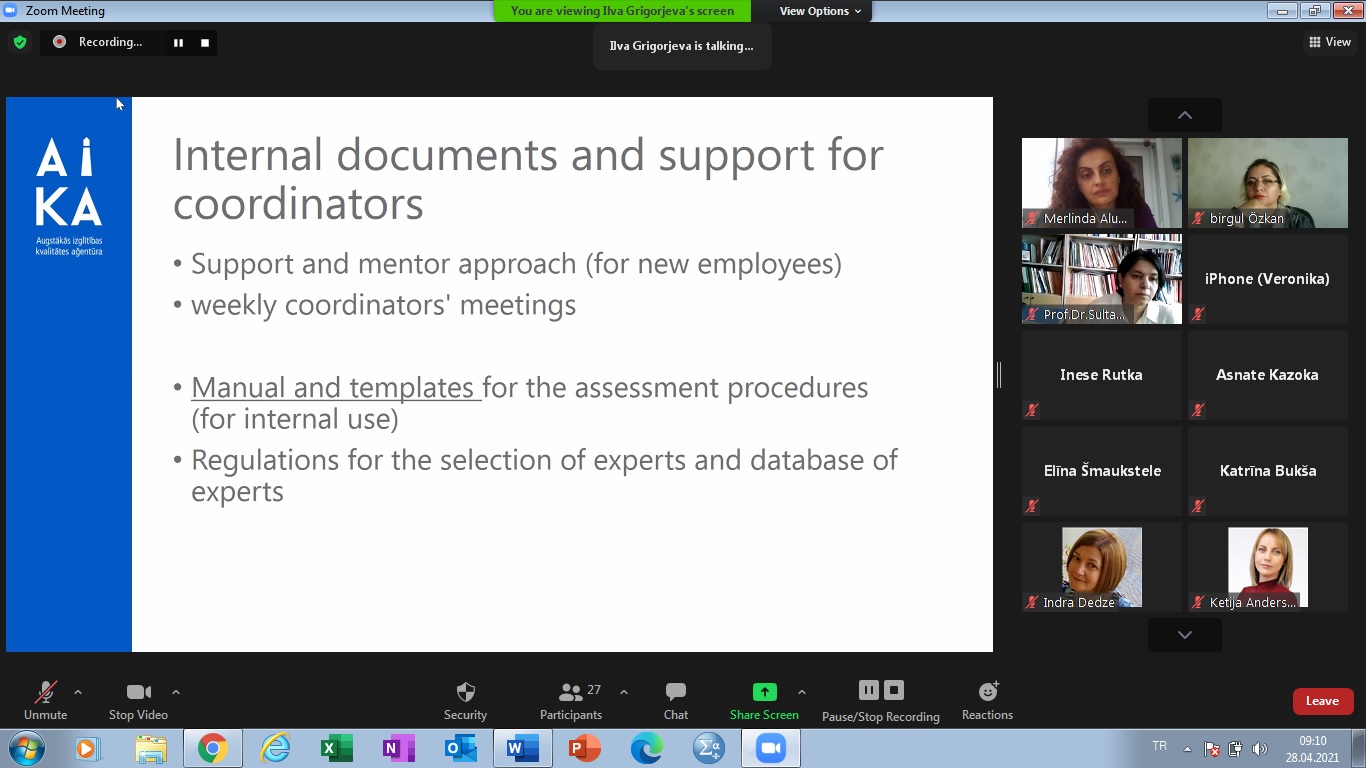 Zoom Meeting
You are viewing Ilva Grigorjeva's screen
View Options
Recording...
Ilva Grigorjeva is talking...
View
AI
KA
Augstākās izglītības
kvalitātes aģentūra
Internal documents and support for
coordinators
• Support and mentor approach (for new employees)
• weekly coordinators' meetings
• Manual and templates for the assessment procedures
(for internal use)
• Regulations for the selection of experts and database of
experts
Merlinda Alu...
birgul Özkan
Prof.Dr.Sulta...
iPhone (Veronika)
Inese Rutka
Asnate Kazoka
Elīna Šmaukstele
Katrīna Bukša
Indra Dedze
Ketija Anders...
Unmute
Stop Video
Security
Participants
27
Chat
Share Screen
Pause/Stop Recording
Reactions
Leave
TR
09:10
28.04.2021